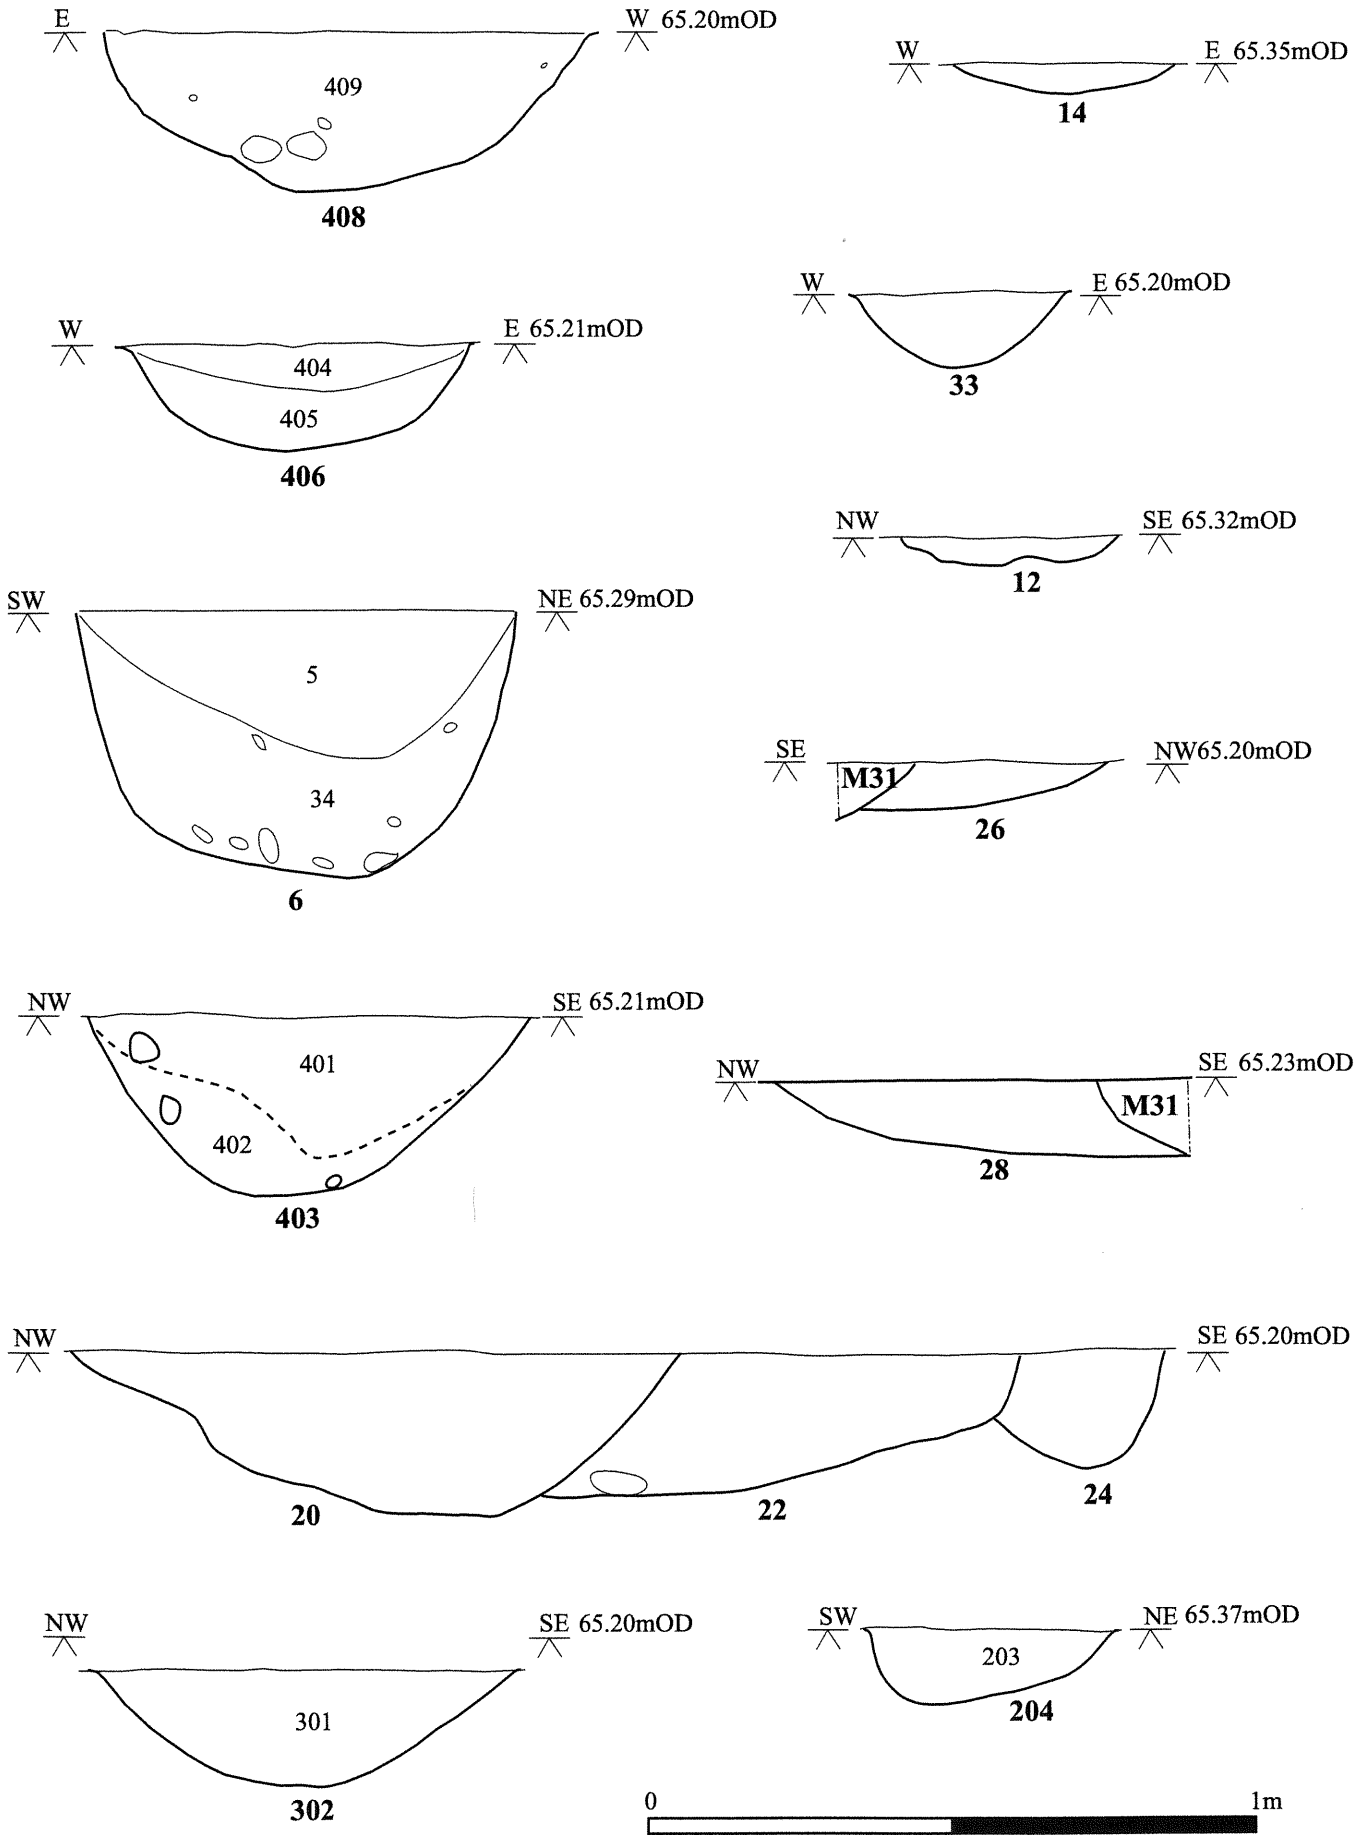 E W 65.20mOD
409
408
W E 65.35mOD
14
W E 65.20mOD
33
W E 65.21mOD
404
405
406
NW SE 65.32mOD
12
SW NE 65.29mOD
5
34
6
SE NW65.20mOD
M31
26
NW SE 65.21mOD
401
402
403
NW SE 65.23mOD
M31
28
NW SE 65.20mOD
20 22 24
NW SE 65.20mOD
301
302
SW NE 65.37mOD
203
204
0 1m